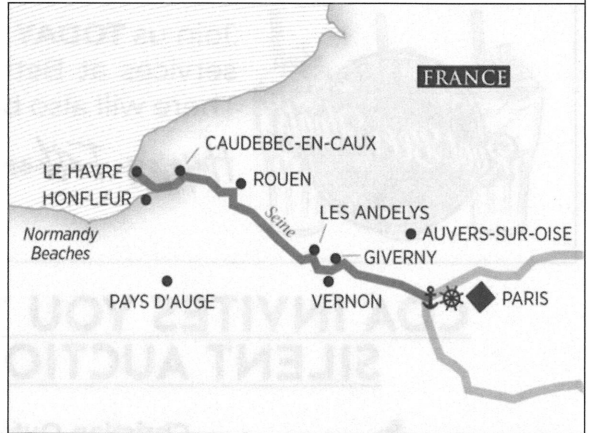 FRANCE
CAUDEBEC-EN-CAUX
LE HAVRE
ROUEN
HONFLEUR
Seine
LES ANDELYS
Normandy
Beaches
AUVERS-SUR-OISE
GIVERNY
PAYS D'AUGE
VERNON
PARIS